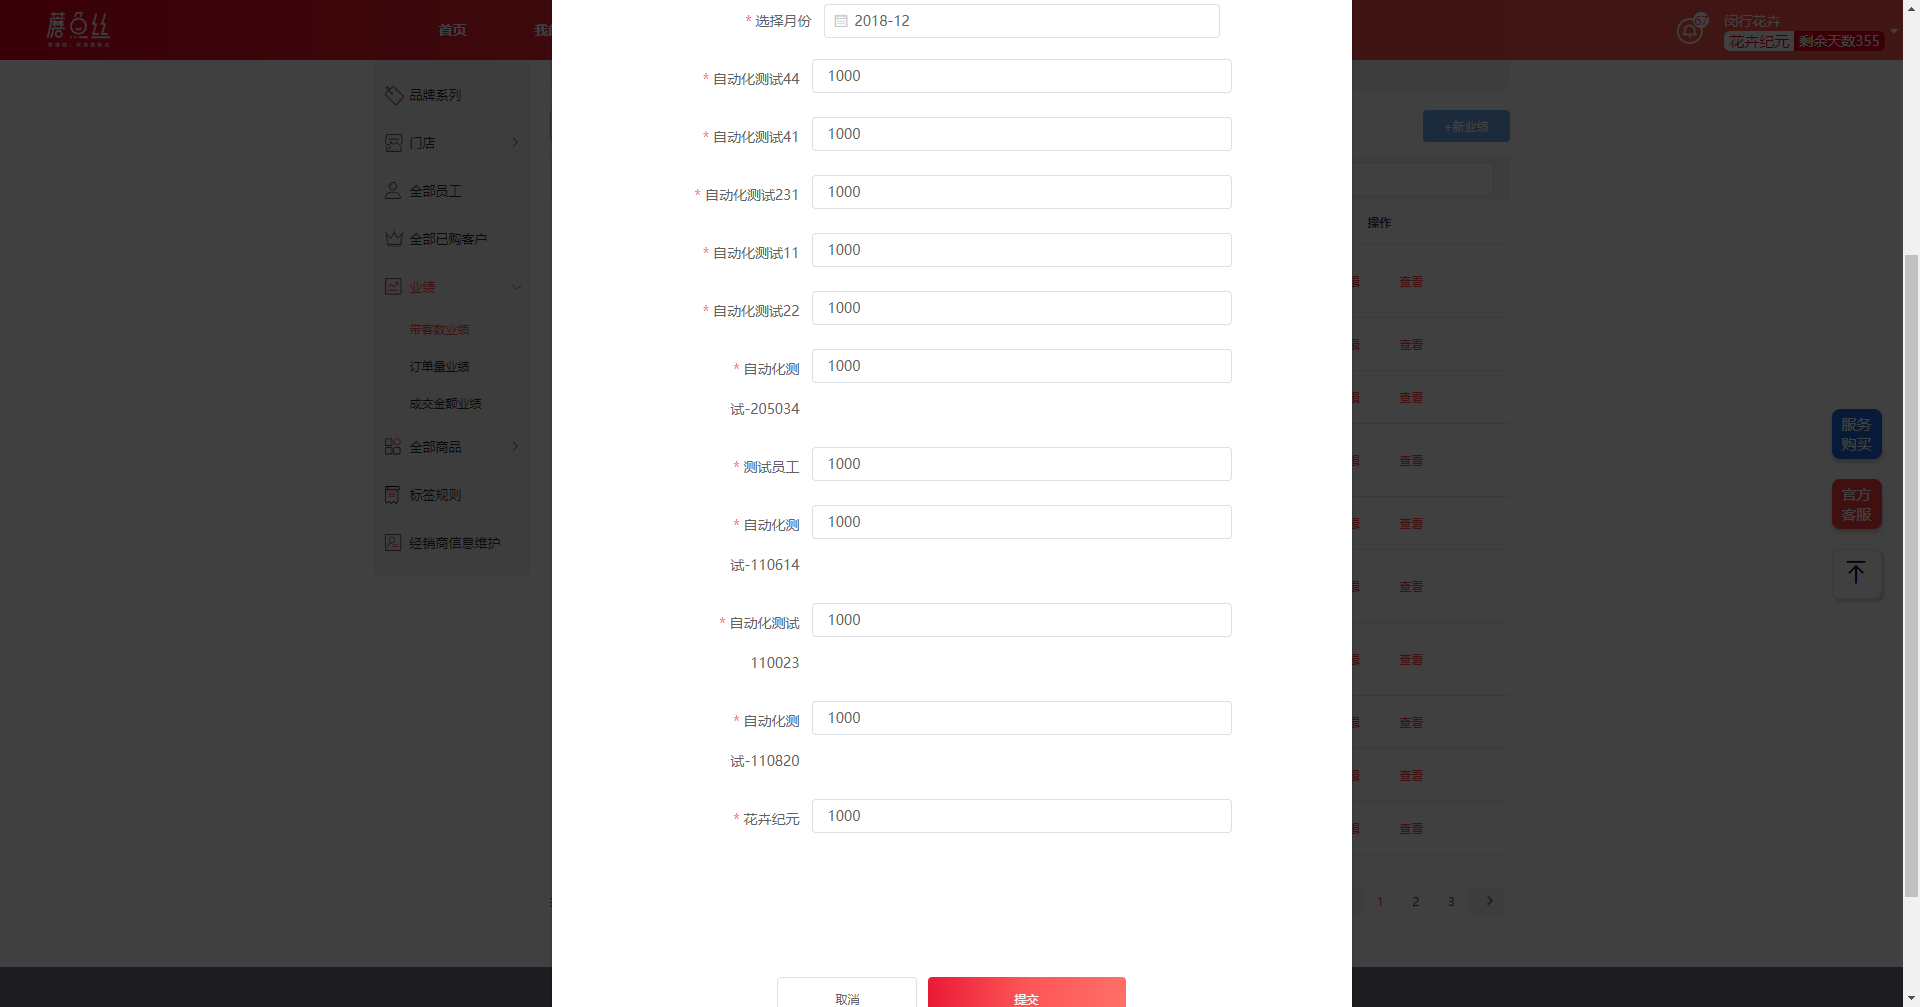 蘑菇丝
首页
67
闵行花卉
花卉纪元 剩余天数355
品牌系列
门店
全部员工
全部已购客户
业绩
带客数业绩
订单量业绩
成交金额业绩
全部商品
标签规则
经销商信息维护
* 选择月份 2018-12
* 自动化测试44 1000
* 自动化测试41 1000
* 自动化测试231 1000
* 自动化测试11 1000
* 自动化测试22 1000
* 自动化测 1000
试-205034
* 测试员工 1000
* 自动化测 1000
试-110614
* 自动化测试 1000
110023
* 自动化测 1000
试-110820
* 花卉纪元 1000
取消
提交
+新业绩
操作
查看
查看
查看
查看
查看
查看
查看
查看
查看
查看
1 2 3
服务
购买
官方
客服